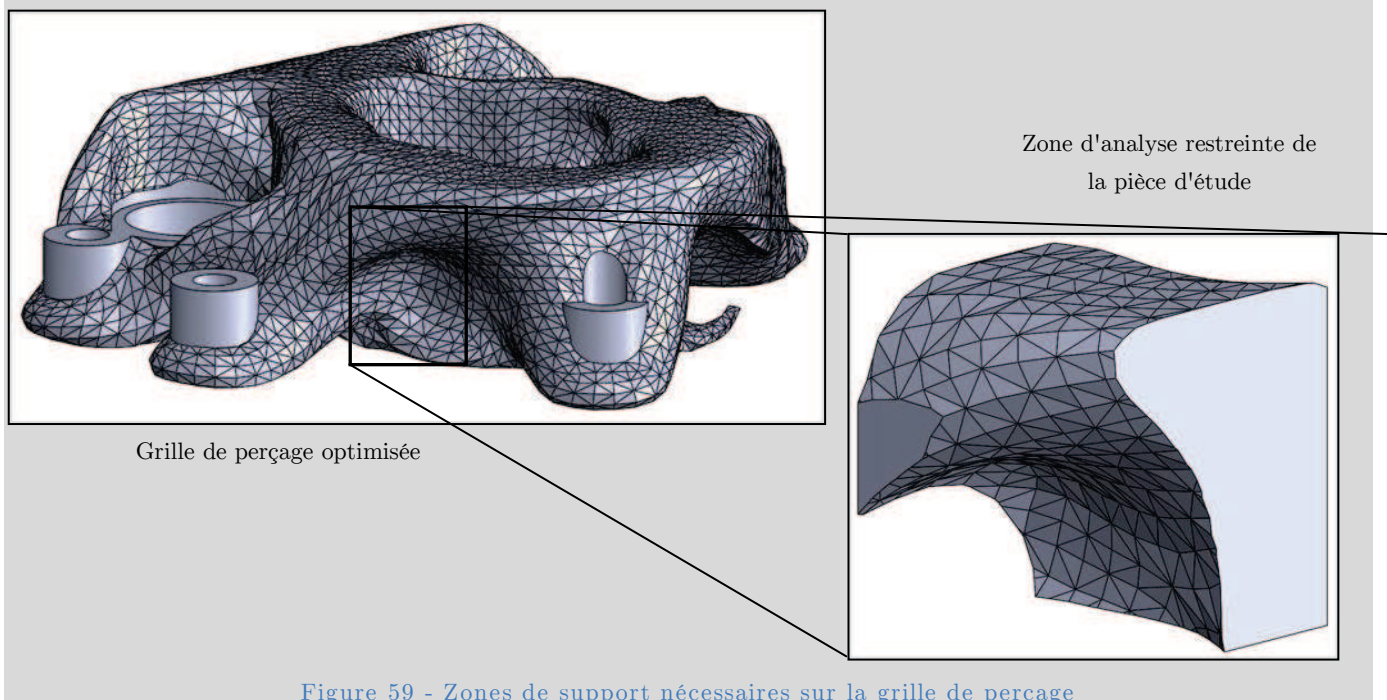 Zone d'analyse restreinte de
la pièce d'étude
Grille de perçage optimisée
Figure 59 - Zones de support nécessaires sur la grille de perçage